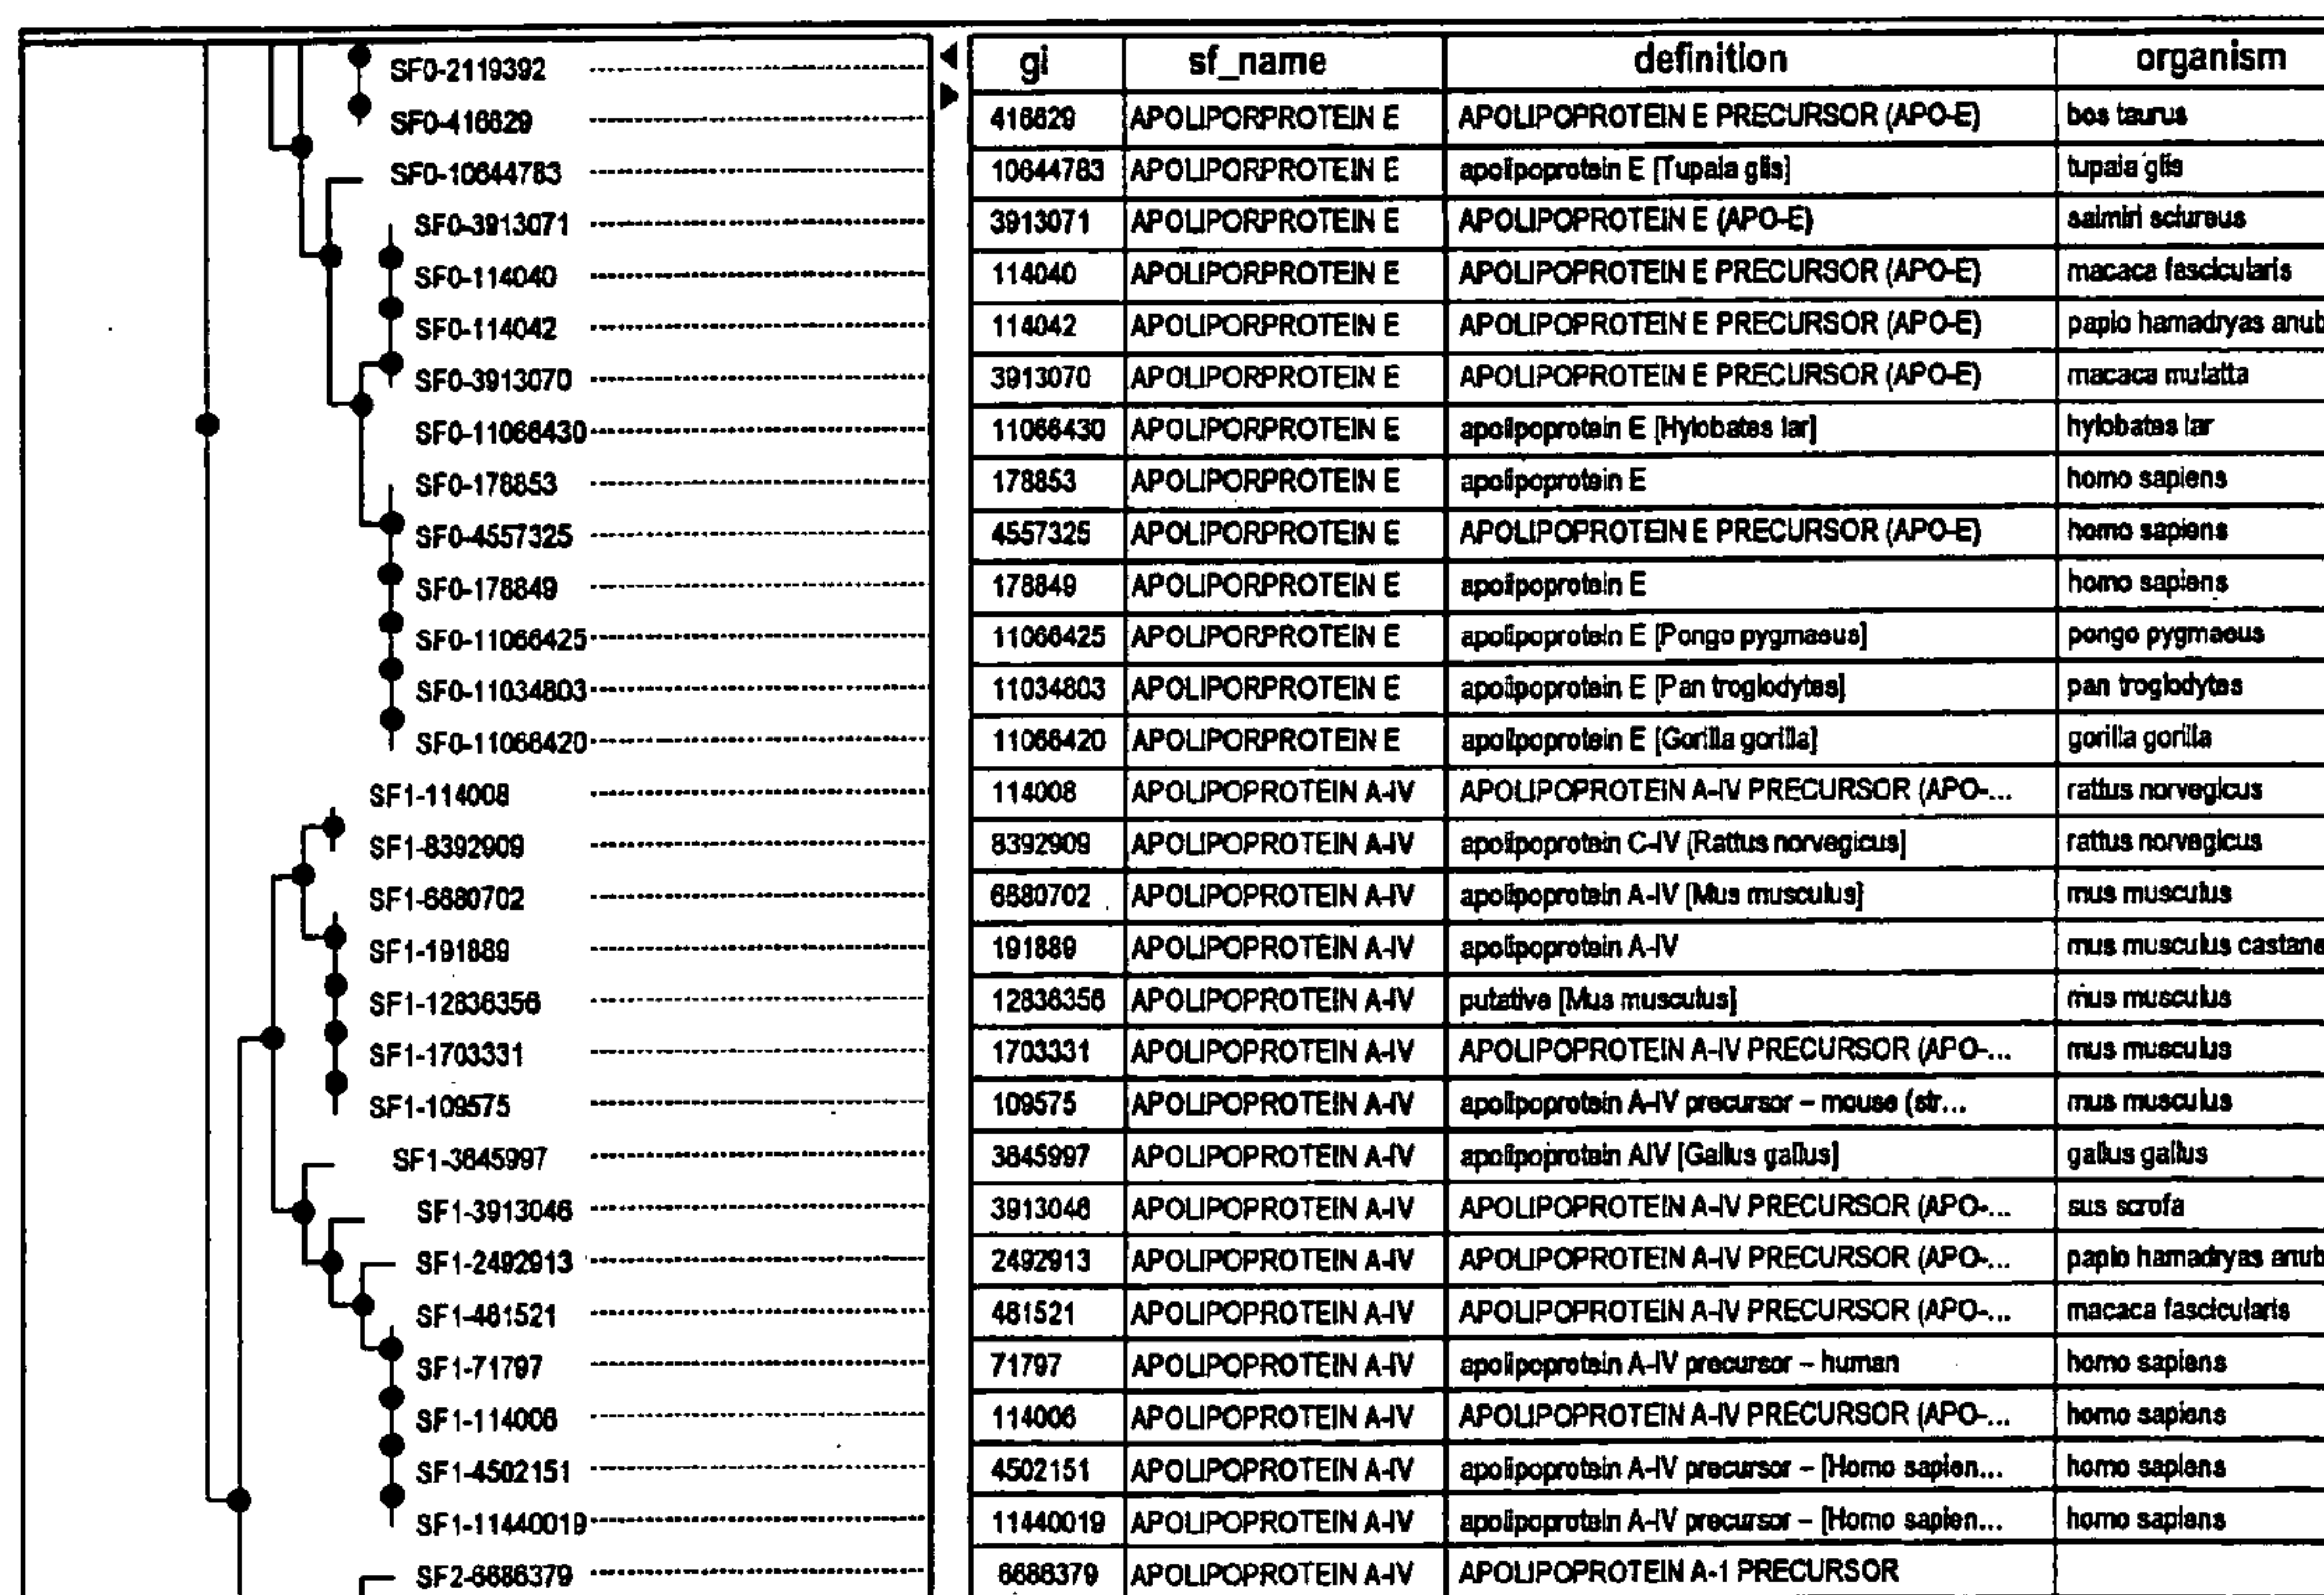 SF0-2119392 gi sf_name definition organism
SF0-416629 416629 APOLIPORPROTEIN E APOLIPOPROTEIN E PRECURSOR (APO-E) bos taurus
SF0-10644783 10644783 APOLIPORPROTEIN E apolipoprotein E [Tupaia glis] tupaia glis
SF0-3913071 3913071 APOLIPORPROTEIN E APOLIPOPROTEIN E (APO-E) saimiri sciureus
SF0-114040 114040 APOLIPORPROTEIN E APOLIPOPROTEIN E PRECURSOR (APO-E) macaca fascicularis
SF0-114042 114042 APOLIPORPROTEIN E APOLIPOPROTEIN E PRECURSOR (APO-E) papio hamadryas anub
SF0-3913070 3913070 APOLIPORPROTEIN E APOLIPOPROTEIN E PRECURSOR (APO-E) macaca mulatta
SF0-11066430 11066430 APOLIPORPROTEIN E apolipoprotein E [Hylobates lar] hylobates lar
SF0-178853 178853 APOLIPORPROTEIN E apolipoprotein E homo sapiens
SF0-4557325 4557325 APOLIPORPROTEIN E APOLIPOPROTEIN E PRECURSOR (APO-E) homo sapiens
SF0-178849 178849 APOLIPORPROTEIN E apolipoprotein E homo sapiens
SF0-11066425 11066425 APOLIPORPROTEIN E apolipoprotein E [Pongo pygmaeus] pongo pygmaeus
SF0-11034803 11034803 APOLIPORPROTEIN E apolipoprotein E [Pan troglodytes] pan troglodytes
SF0-11066420 11066420 APOLIPORPROTEIN E apolipoprotein E [Gorilla gorilla] gorilla gorilla
SF1-114008 114008 APOLIPOPROTEIN A-IV APOLIPOPROTEIN A-IV PRECURSOR (APO-... rattus norvegicus
SF1-8392909 8392909 APOLIPOPROTEIN A-IV apolipoprotein C-IV [Rattus norvegicus] rattus norvegicus
SF1-6680702 6680702 APOLIPOPROTEIN A-IV apolipoprotein A-IV [Mus musculus] mus musculus
SF1-191889 191889 APOLIPOPROTEIN A-IV apolipoprotein A-IV mus musculus castane
SF1-12836356 12836356 APOLIPOPROTEIN A-IV putative [Mus musculus] mus musculus
SF1-1703331 1703331 APOLIPOPROTEIN A-IV APOLIPOPROTEIN A-IV PRECURSOR (APO-... mus musculus
SF1-109575 109575 APOLIPOPROTEIN A-IV apolipoprotein A-IV precursor – mouse (str... mus musculus
SF1-3645997 3645997 APOLIPOPROTEIN A-IV apolipoprotein AIV [Gallus gallus] gallus gallus
SF1-3913046 3913046 APOLIPOPROTEIN A-IV APOLIPOPROTEIN A-IV PRECURSOR (APO-... sus scrofa
SF1-2492913 2492913 APOLIPOPROTEIN A-IV APOLIPOPROTEIN A-IV PRECURSOR (APO-... papio hamadryas anub
SF1-461521 461521 APOLIPOPROTEIN A-IV APOLIPOPROTEIN A-IV PRECURSOR (APO-... macaca fascicularis
SF1-71797 71797 APOLIPOPROTEIN A-IV apolipoprotein A-IV precursor – human homo sapiens
SF1-114006 114006 APOLIPOPROTEIN A-IV APOLIPOPROTEIN A-IV PRECURSOR (APO-... homo sapiens
SF1-4502151 4502151 APOLIPOPROTEIN A-IV apolipoprotein A-IV precursor – [Homo sapien... homo sapiens
SF1-11440019 11440019 APOLIPOPROTEIN A-IV apolipoprotein A-IV precursor – [Homo sapien... homo sapiens
SF2-6686379 6686379 APOLIPOPROTEIN A-IV APOLIPOPROTEIN A-1 PRECURSOR